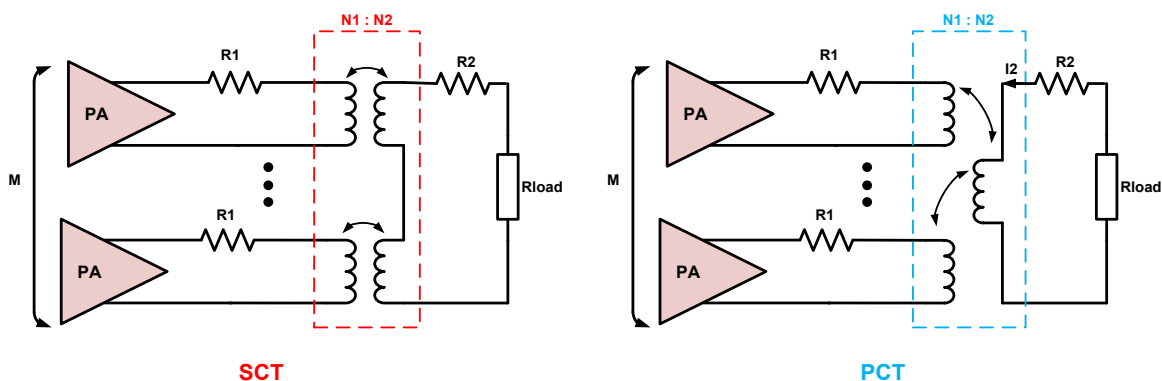 N1 : N2
R1
R2
PA
M
Rload
R1
PA
SCT
N1 : N2
R1
I2
R2
PA
M
Rload
R1
PA
PCT